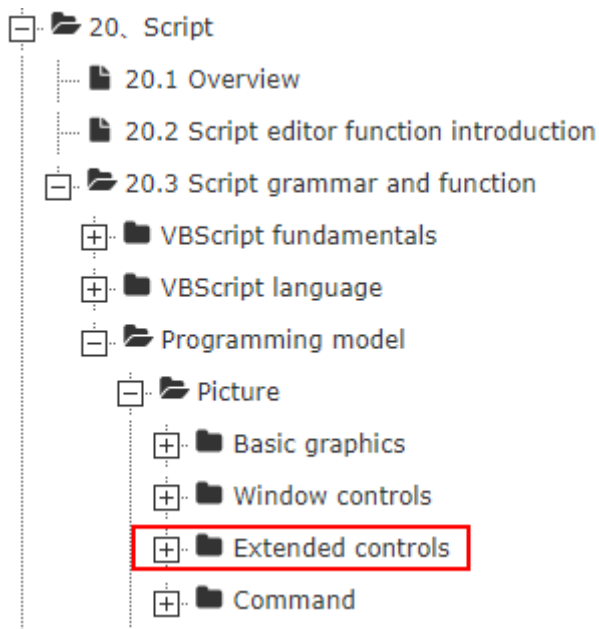 20、Script
20.1 Overview
20.2 Script editor function introduction
20.3 Script grammar and function
VBScript fundamentals
VBScript language
Programming model
Picture
Basic graphics
Window controls
Extended controls
Command